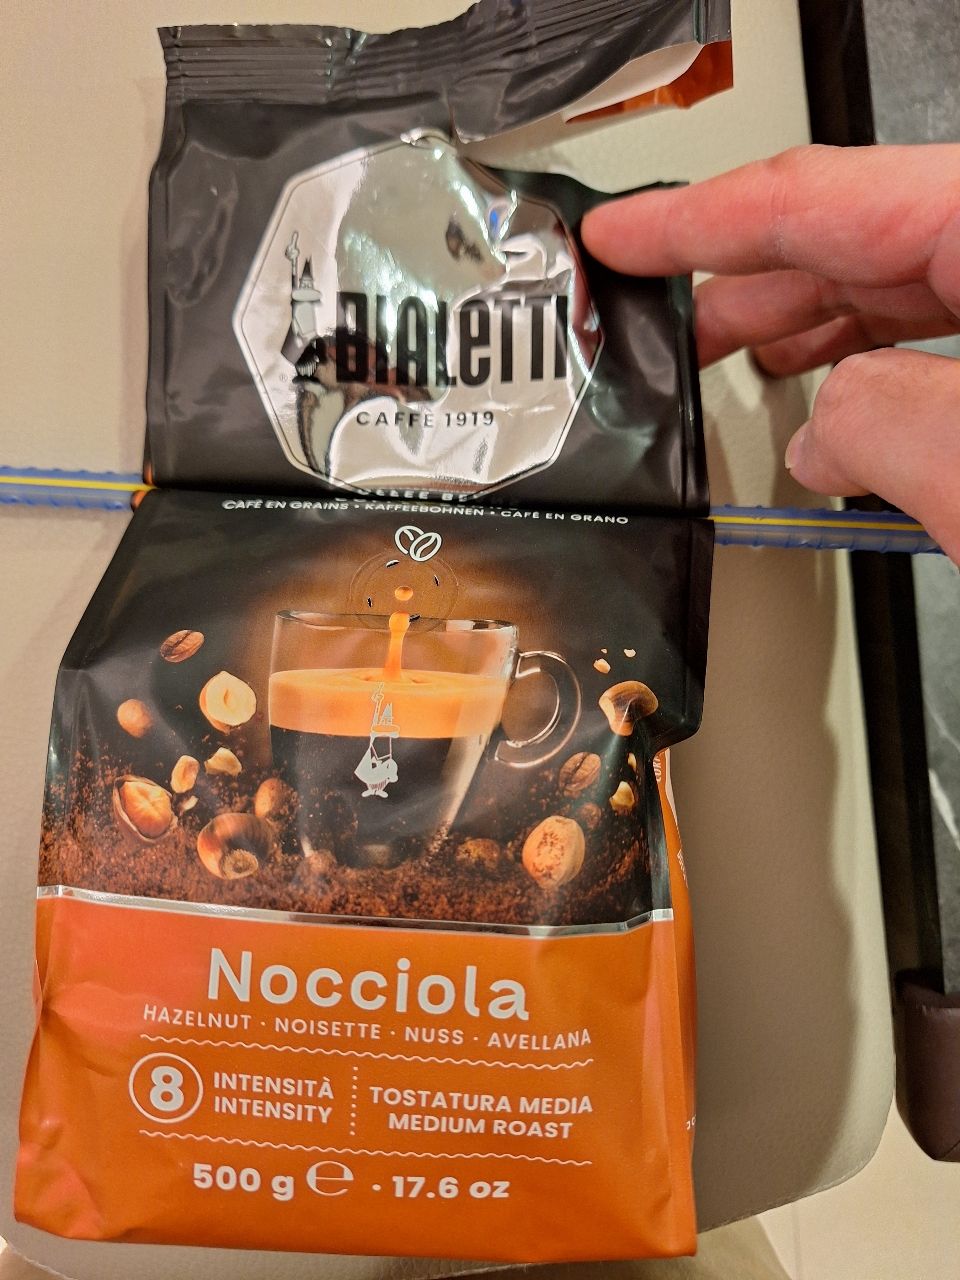 BIALETTI
CAFFÈ 1919
CAFÉ EN GRAINS • KAFFEEBOHNEN • CAFÉ EN GRANO
Nocciola
HAZELNUT · NOISETTE · NUSS · AVELLANA
8 INTENSITÀ
INTENSITY
TOSTATURA MEDIA
MEDIUM ROAST
500 g ℮ · 17.6 oz